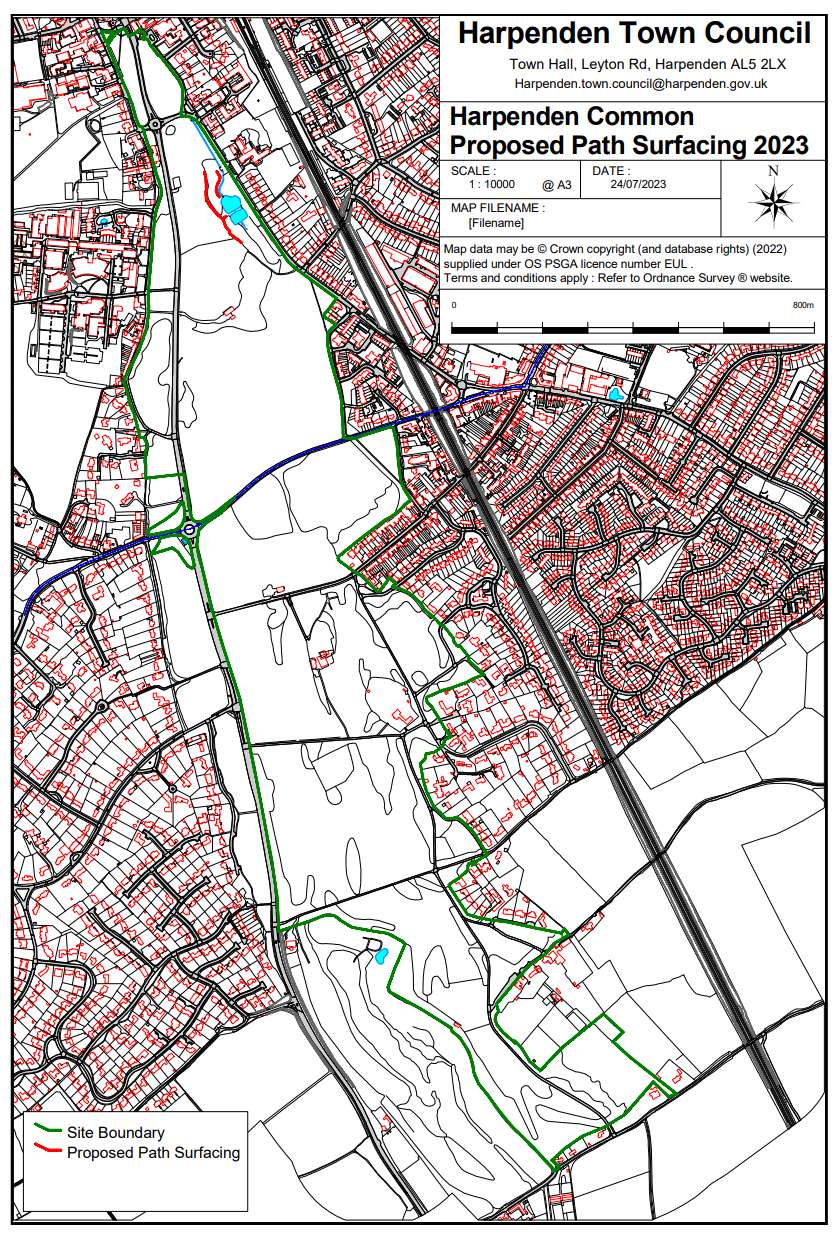 Harpenden Town Council
Town Hall, Leyton Rd, Harpenden AL5 2LX
Harpenden.town.council@harpenden.gov.uk
Harpenden Common
Proposed Path Surfacing 2023
SCALE :
1 : 10000 @ A3
DATE :
24/07/2023
N
MAP FILENAME :
[Filename]
Map data may be © Crown copyright (and database rights) (2022)
supplied under OS PSGA licence number EUL .
Terms and conditions apply : Refer to Ordnance Survey ® website.
0 800m
Site Boundary
Proposed Path Surfacing